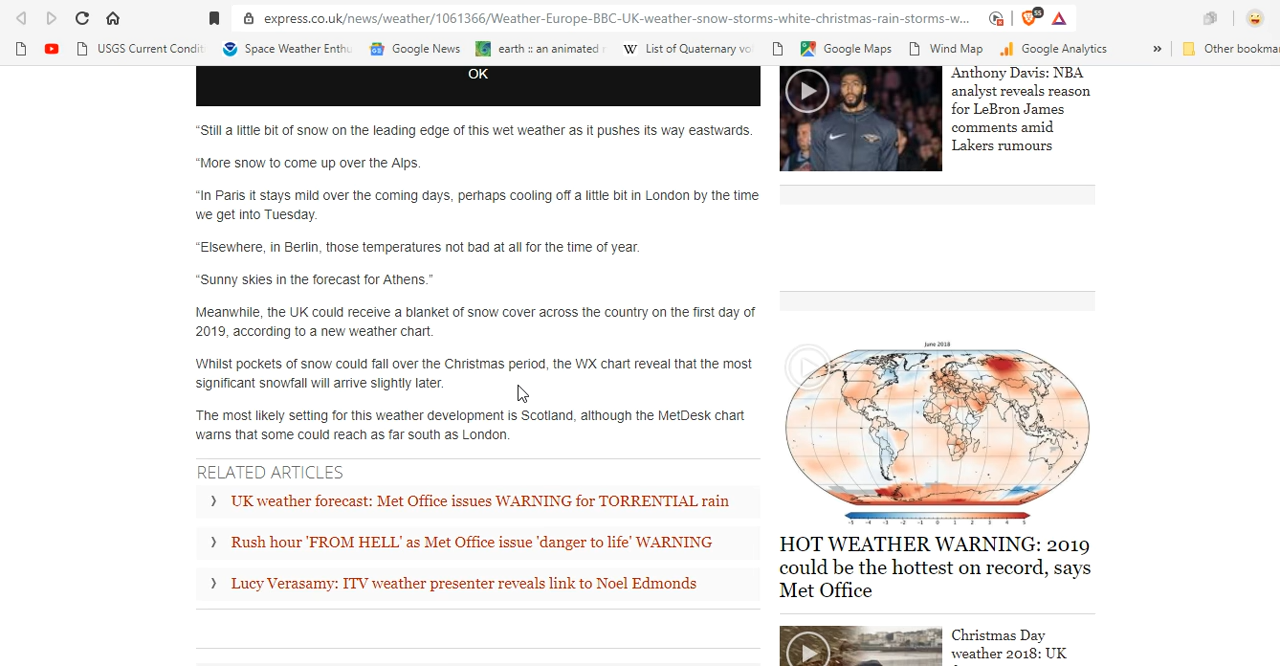 express.co.uk/news/weather/1061366/Weather-Europe-BBC-UK-weather-snow-storms-white-christmas-rain-storms-w...
55
USGS Current Condit
Space Weather Enthu
Google News
earth :: an animated
W List of Quaternary vo
Google Maps
Wind Map
Google Analytics
»
Other bookma
OK
“Still a little bit of snow on the leading edge of this wet weather as it pushes its way eastwards.
“More snow to come up over the Alps.
“In Paris it stays mild over the coming days, perhaps cooling off a little bit in London by the time
we get into Tuesday.
“Elsewhere, in Berlin, those temperatures not bad at all for the time of year.
“Sunny skies in the forecast for Athens.”
Meanwhile, the UK could receive a blanket of snow cover across the country on the first day of
2019, according to a new weather chart.
Whilst pockets of snow could fall over the Christmas period, the WX chart reveal that the most
significant snowfall will arrive slightly later.
The most likely setting for this weather development is Scotland, although the MetDesk chart
warns that some could reach as far south as London.
RELATED ARTICLES
UK weather forecast: Met Office issues WARNING for TORRENTIAL rain
Rush hour 'FROM HELL' as Met Office issue 'danger to life' WARNING
Lucy Verasamy: ITV weather presenter reveals link to Noel Edmonds
Anthony Davis: NBA
analyst reveals reason
for LeBron James
comments amid
Lakers rumours
June 2018
-5 -4 -3 -2 -1 0 1 2 3 4 5
HOT WEATHER WARNING: 2019
could be the hottest on record, says
Met Office
Christmas Day
weather 2018: UK